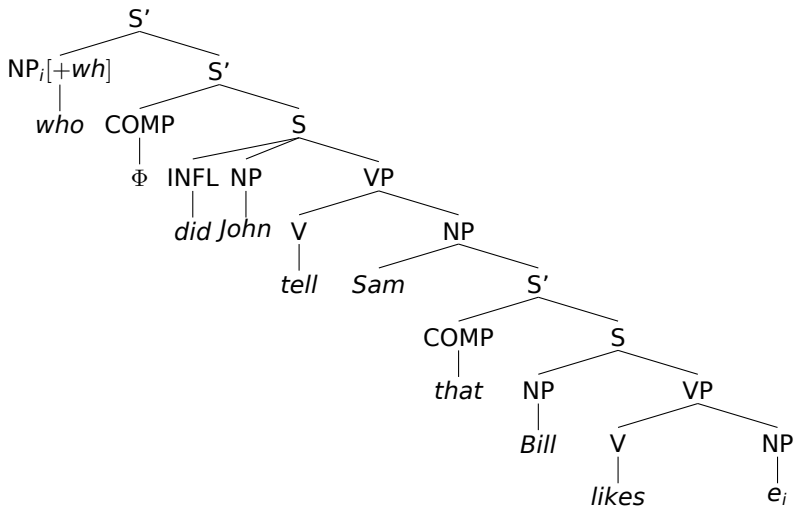 S'
NPᵢ[+wh] S'
who COMP S
Φ INFL NP VP
did John V NP
tell Sam S'
COMP S
that NP VP
Bill V NP
likes eᵢ